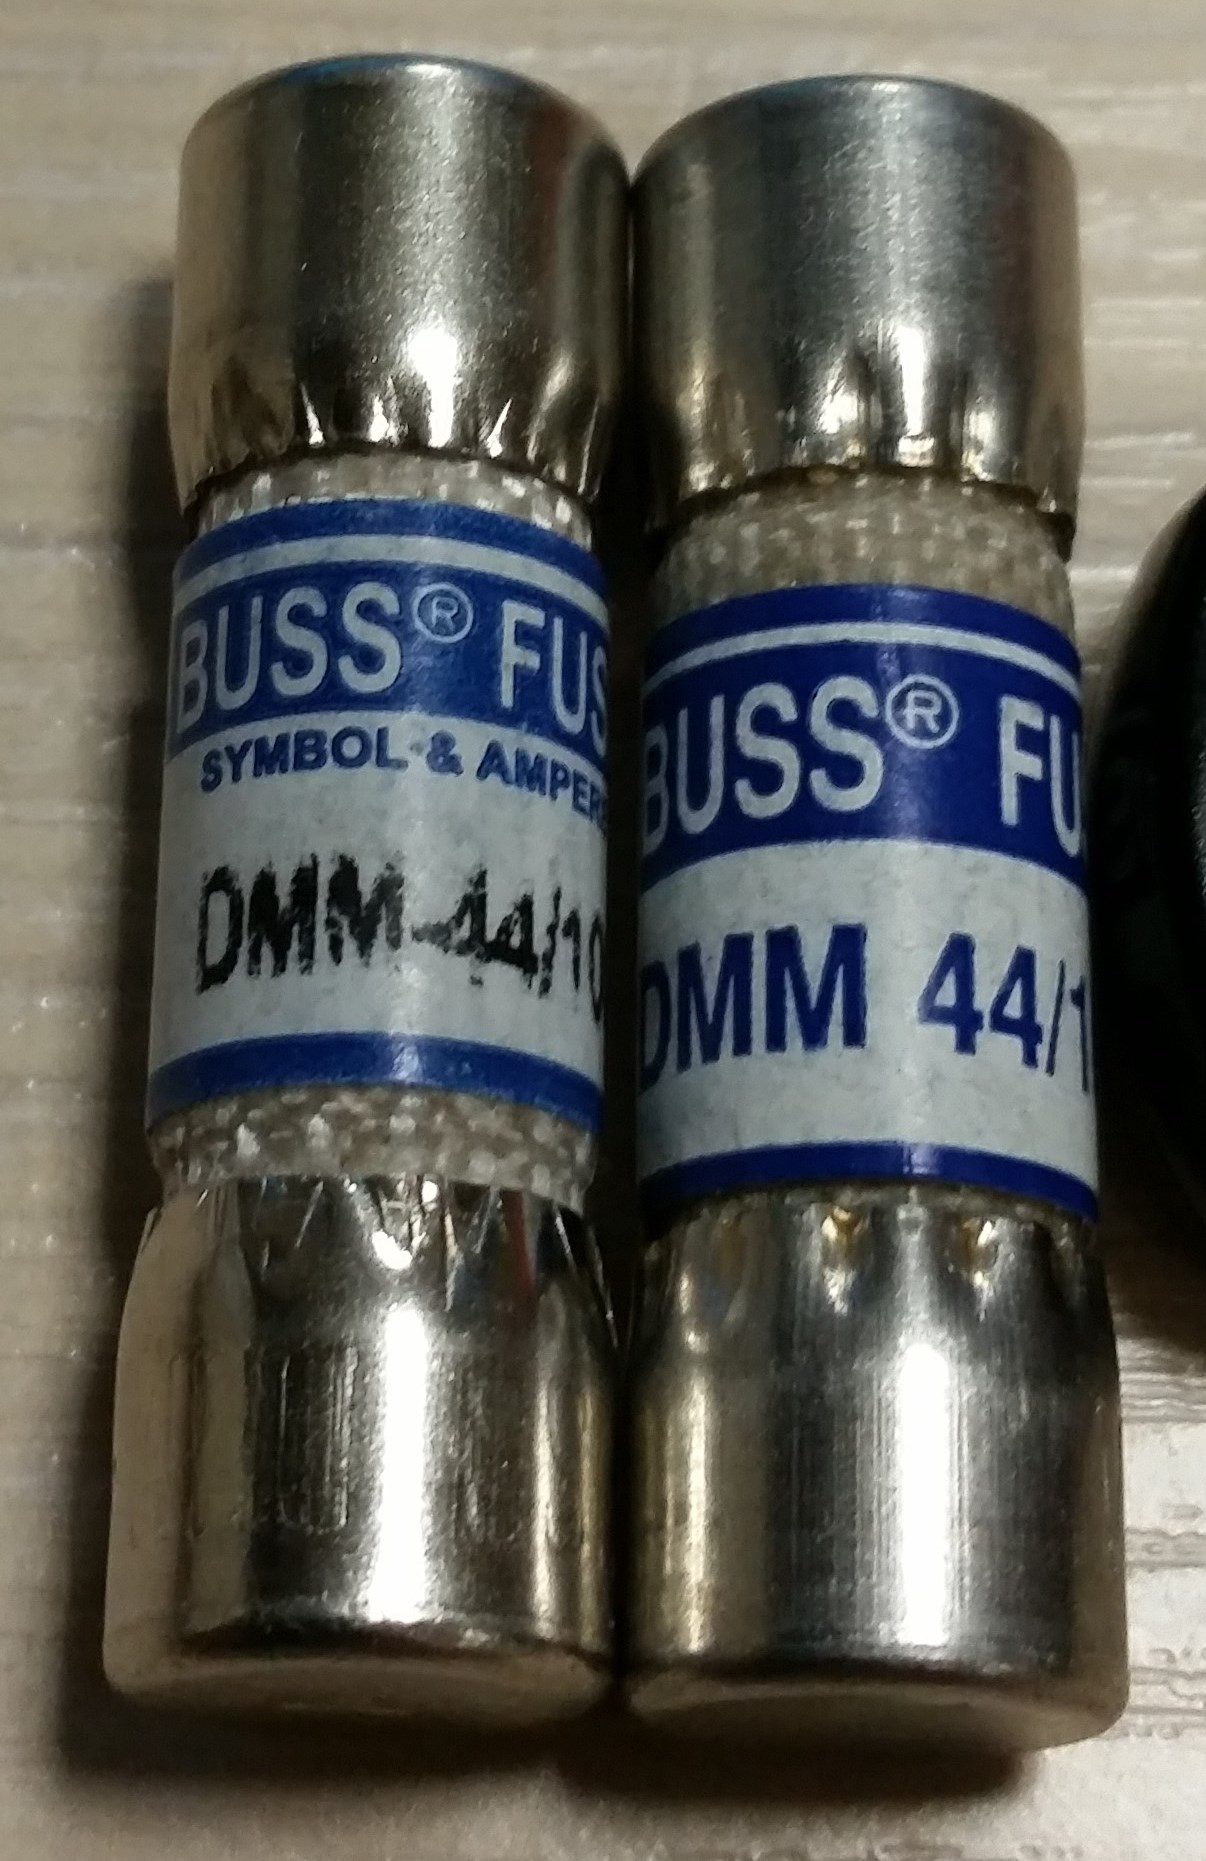 BUSS® FUS
SYMBOL & AMPER
DMM-44/10
BUSS® FU
DMM 44/1